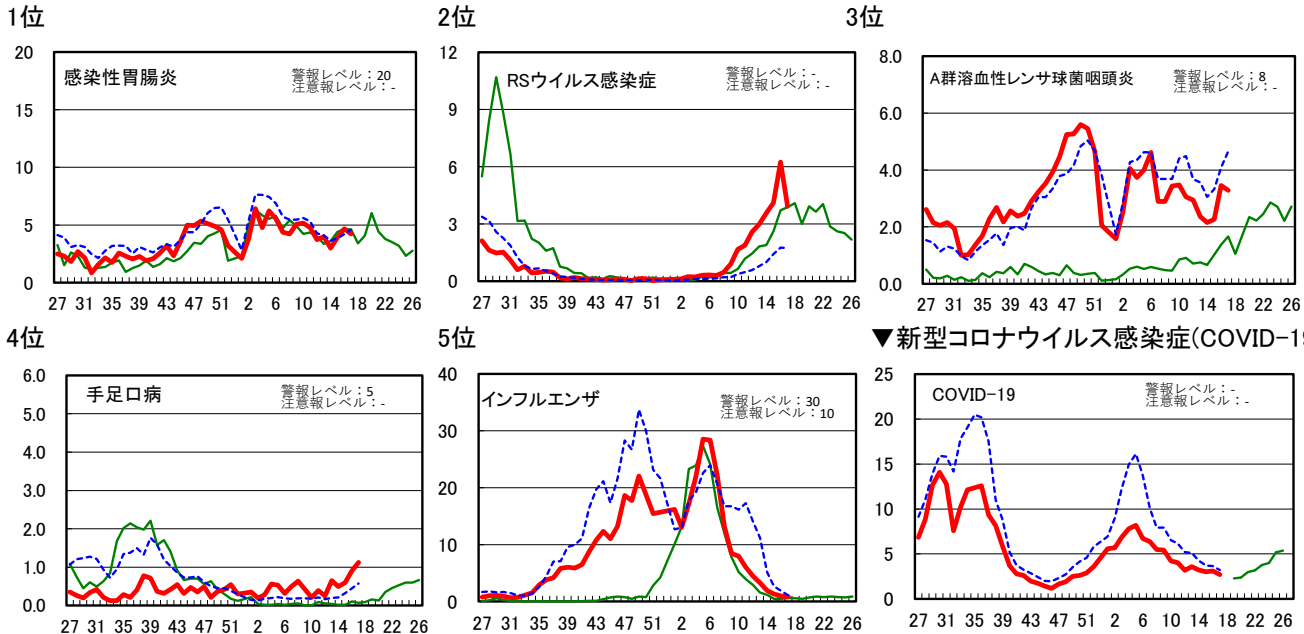 1位
20
15
10
5
0
感染性胃腸炎
警報レベル：20
注意報レベル：-
27 31 35 39 43 47 51 2 6 10 14 18 22 26
2位
12
9
6
3
0
RSウイルス感染症
警報レベル：-
注意報レベル：-
27 31 35 39 43 47 51 2 6 10 14 18 22 26
3位
8.0
6.0
4.0
2.0
0.0
A群溶血性レンサ球菌咽頭炎
警報レベル：8
注意報レベル：-
27 31 35 39 43 47 51 2 6 10 14 18 22 26
4位
6.0
5.0
4.0
3.0
2.0
1.0
0.0
手足口病
警報レベル：5
注意報レベル：-
27 31 35 39 43 47 51 2 6 10 14 18 22 26
5位
40
30
20
10
0
インフルエンザ
警報レベル：30
注意報レベル：10
27 31 35 39 43 47 51 2 6 10 14 18 22 26
▼新型コロナウイルス感染症(COVID-19
25
20
15
10
5
0
COVID-19
警報レベル：-
注意報レベル：-
27 31 35 39 43 47 51 2 6 10 14 18 22 26